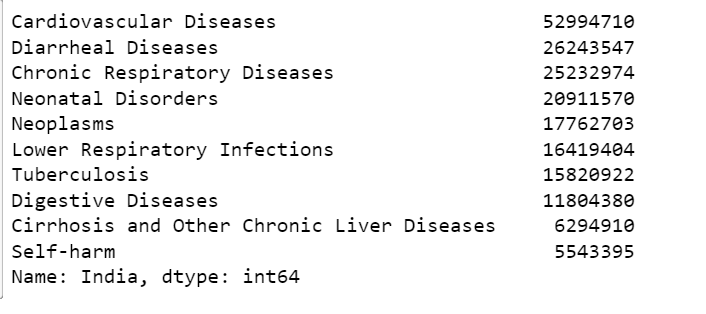 Cardiovascular Diseases 52994710
Diarrheal Diseases 26243547
Chronic Respiratory Diseases 25232974
Neonatal Disorders 20911570
Neoplasms 17762703
Lower Respiratory Infections 16419404
Tuberculosis 15820922
Digestive Diseases 11804380
Cirrhosis and Other Chronic Liver Diseases 6294910
Self-harm 5543395
Name: India, dtype: int64